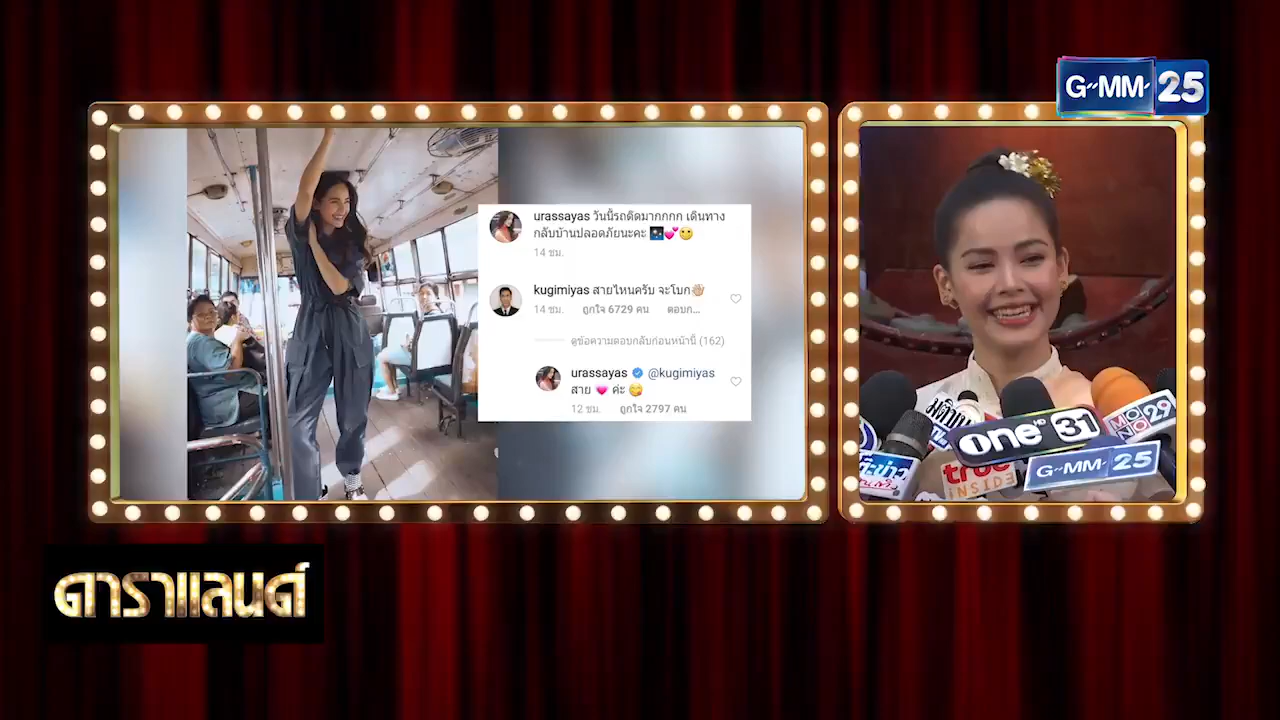 G-MM 25
urassayas วันนี้รถติดมากกกก เดินทาง
กลับบ้านปลอดภัยนะคะ 🌃💕😶
14 ชม.
kugimiyas สายไหนครับ จะโบก👋🏼
14 ชม. ถูกใจ 6729 คน ตอบก...
ดูข้อความตอบกลับก่อนหน้านี้ (162)
urassayas @kugimiyas
สาย 💗 ค่ะ 😋
12 ชม. ถูกใจ 2797 คน
one HD 31
MONO 29
G-MM 25
true
INSIDE
ดาราแลนด์